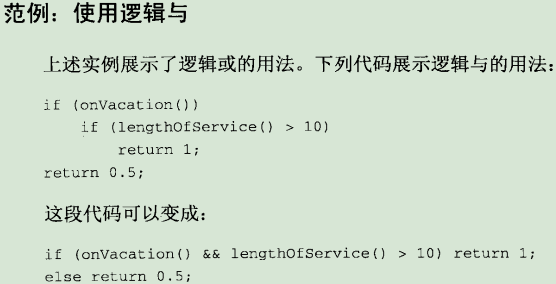 范例：使用逻辑与
上述实例展示了逻辑或的用法。下列代码展示逻辑与的用法：
if (onVacation())
    if (lengthOfService() > 10)
        return 1;
return 0.5;
这段代码可以变成：
if (onVacation() && lengthOfService() > 10) return 1;
else return 0.5;